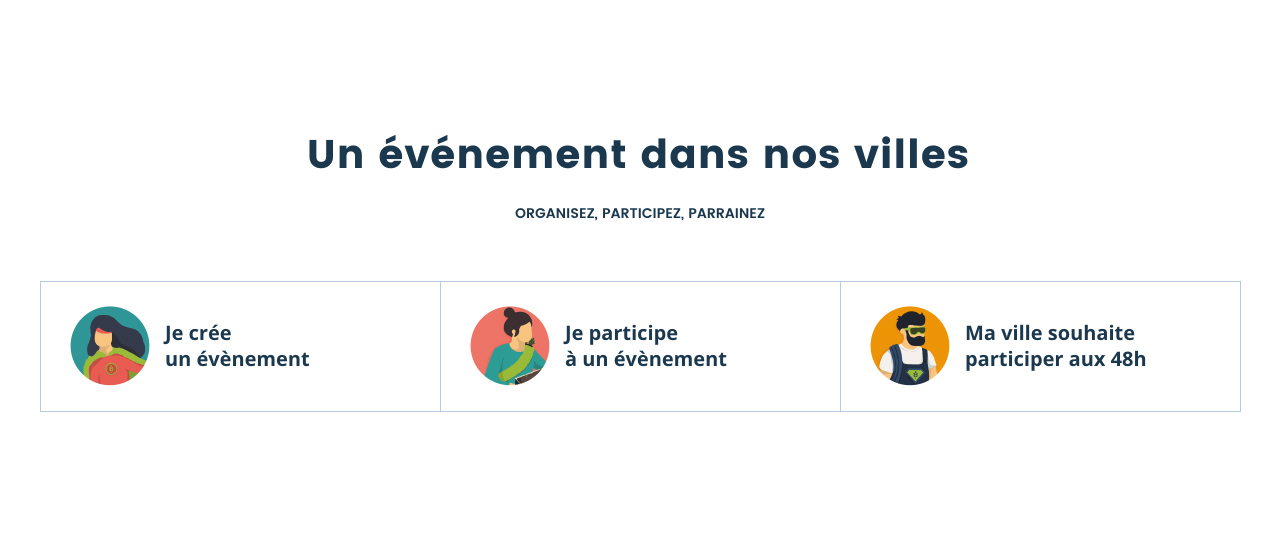 Un événement dans nos villes
ORGANISEZ, PARTICIPEZ, PARRAINEZ
Je crée
un évènement
Je participe
à un évènement
Ma ville souhaite
participer aux 48h